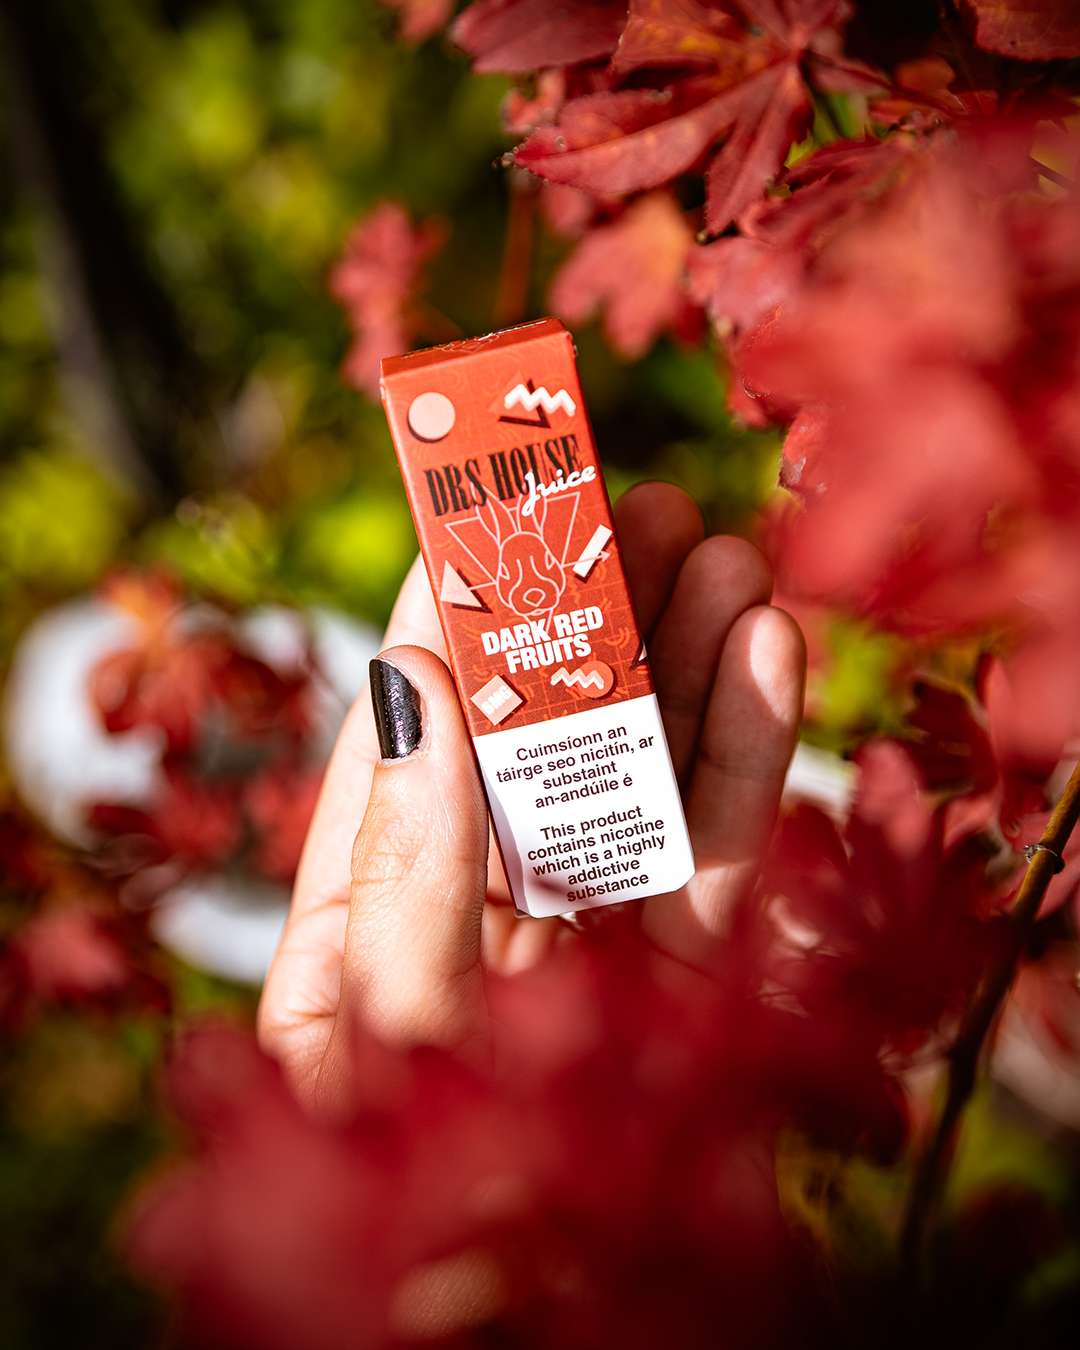 DRS HOUSE
Juice
DARK RED
FRUITS
Cuimsíonn an
táirge seo nicitín, ar
substaint
an-andúile é
This product
contains nicotine
which is a highly
addictive
substance